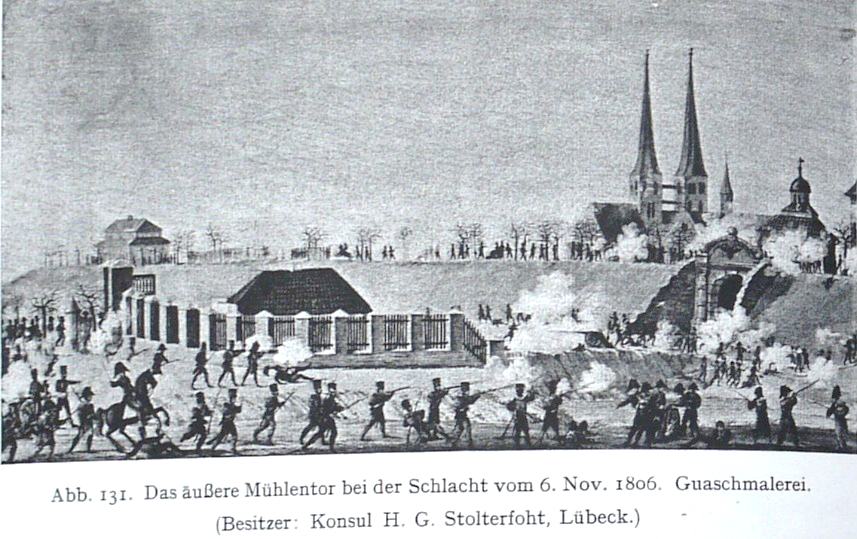 Abb. 131. Das äußere Mühlentor bei der Schlacht vom 6. Nov. 1806. Guaschmalerei.
(Besitzer: Konsul H. G. Stolterfoht, Lübeck.)